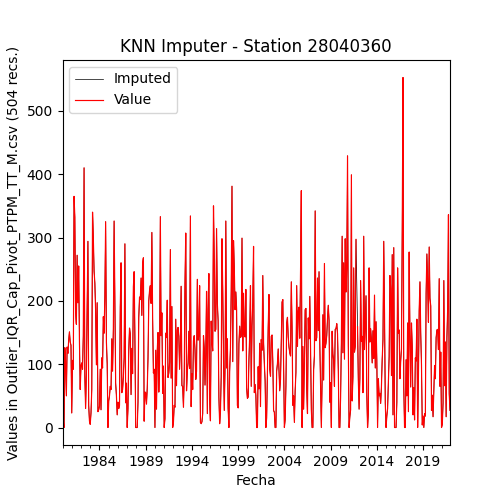 KNN Imputer - Station 28040360
Imputed
Value
Values in Outlier_IQR_Cap_Pivot_PTPM_TT_M.csv (504 recs.)
500
400
300
200
100
0
1984 1989 1994 1999 2004 2009 2014 2019
Fecha